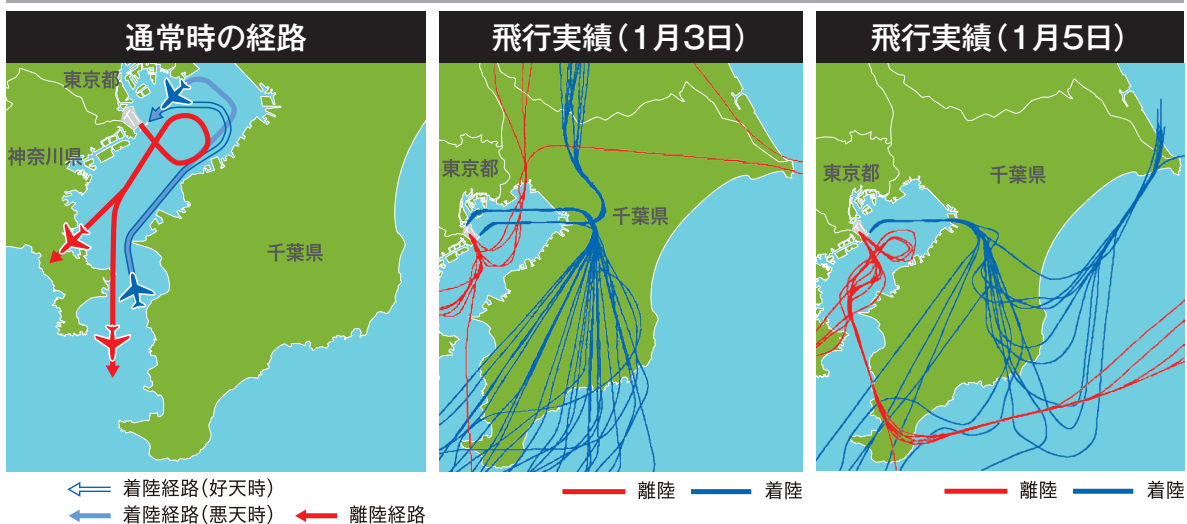 通常時の経路
東京都
神奈川県
千葉県
着陸経路(好天時)
着陸経路(悪天時)
離陸経路
飛行実績(1月3日)
東京都
千葉県
離陸
着陸
飛行実績(1月5日)
東京都
千葉県
離陸
着陸